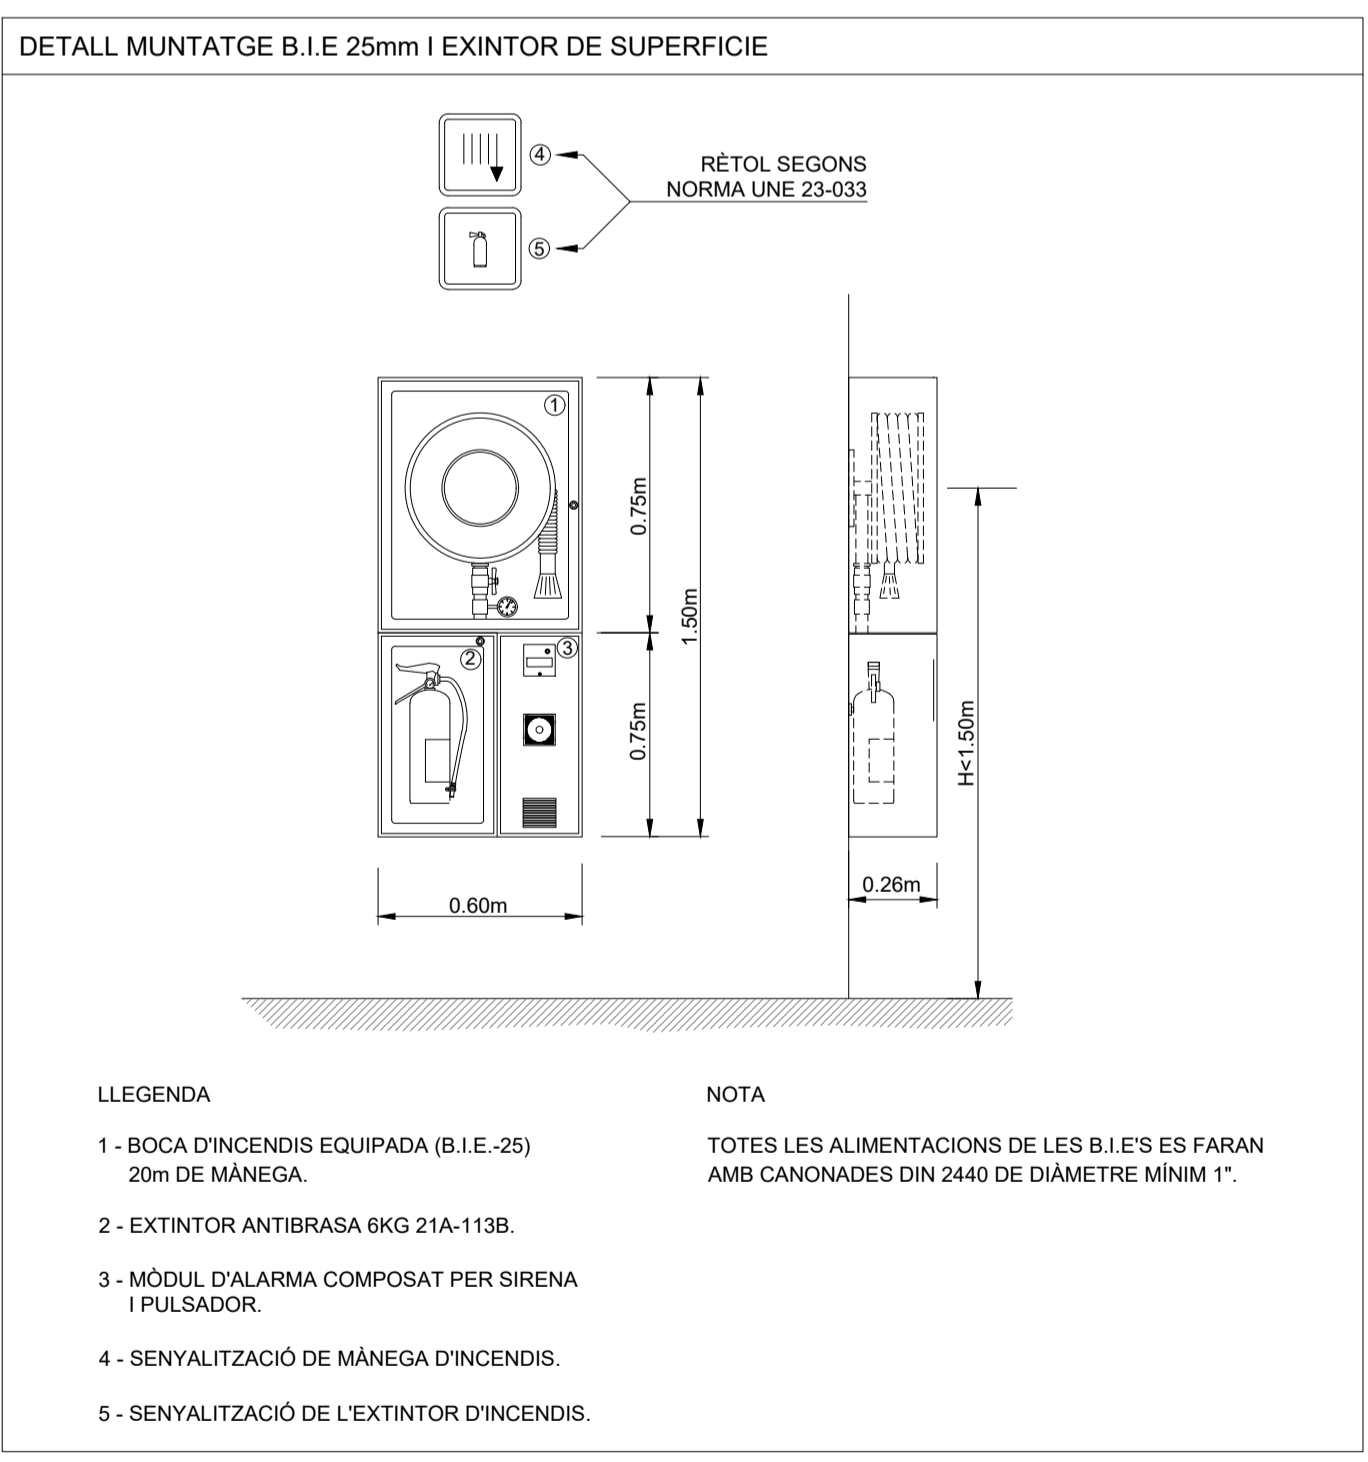 DETALL MUNTATGE B.I.E 25mm I EXINTOR DE SUPERFICIE
4
RÈTOL SEGONS
NORMA UNE 23-033
5
1
0.75m
1.50m
2
3
0.75m
H<1.50m
0.26m
0.60m
LLEGENDA
1 - BOCA D'INCENDIS EQUIPADA (B.I.E.-25)
20m DE MÀNEGA.
2 - EXTINTOR ANTIBRASA 6KG 21A-113B.
3 - MÒDUL D'ALARMA COMPOSAT PER SIRENA
I PULSADOR.
4 - SENYALITZACIÓ DE MÀNEGA D'INCENDIS.
5 - SENYALITZACIÓ DE L'EXTINTOR D'INCENDIS.
NOTA
TOTES LES ALIMENTACIONS DE LES B.I.E'S ES FARAN
AMB CANONADES DIN 2440 DE DIÀMETRE MÍNIM 1".